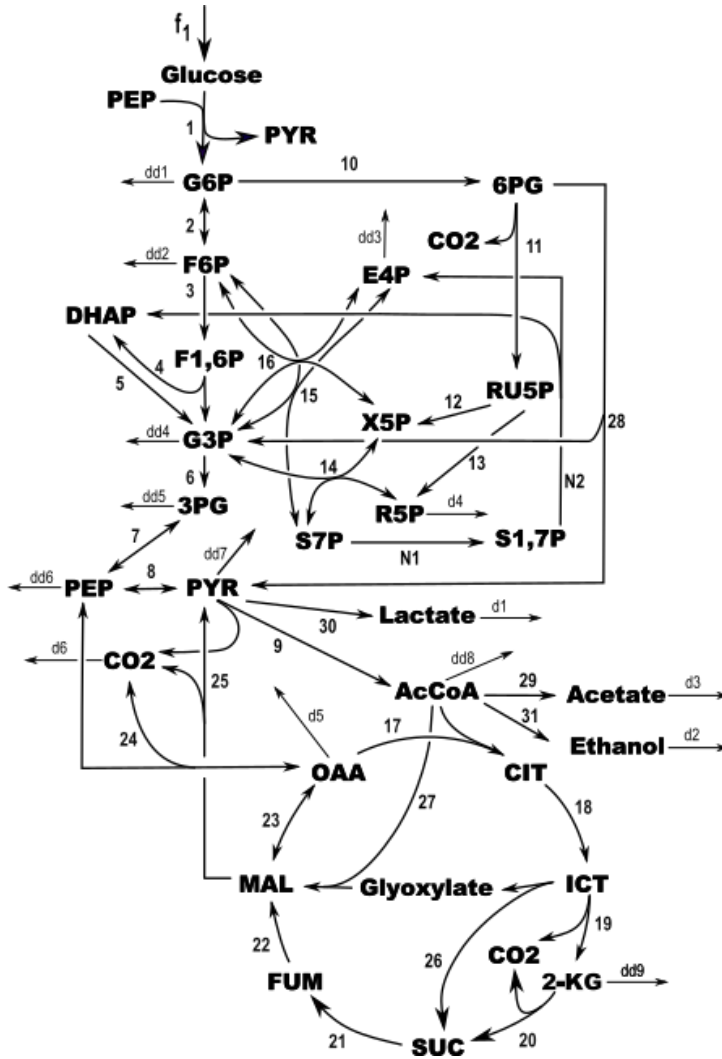 f1
Glucose
PEP
1
PYR
dd1
G6P
10
6PG
2
CO2
11
dd3
dd2
F6P
E4P
3
DHAP
F1,6P
4
5
16
15
RU5P
12
X5P
28
dd4
G3P
13
6
14
N2
dd5
3PG
R5P
d4
7
S7P
N1
S1,7P
dd7
dd6
PEP
8
PYR
30
Lactate
d1
d6
CO2
9
dd8
25
AcCoA
29
Acetate
d3
31
d5
17
24
Ethanol
d2
OAA
CIT
27
18
23
MAL
Glyoxylate
ICT
19
22
26
CO2
FUM
2-KG
dd9
21
SUC
20